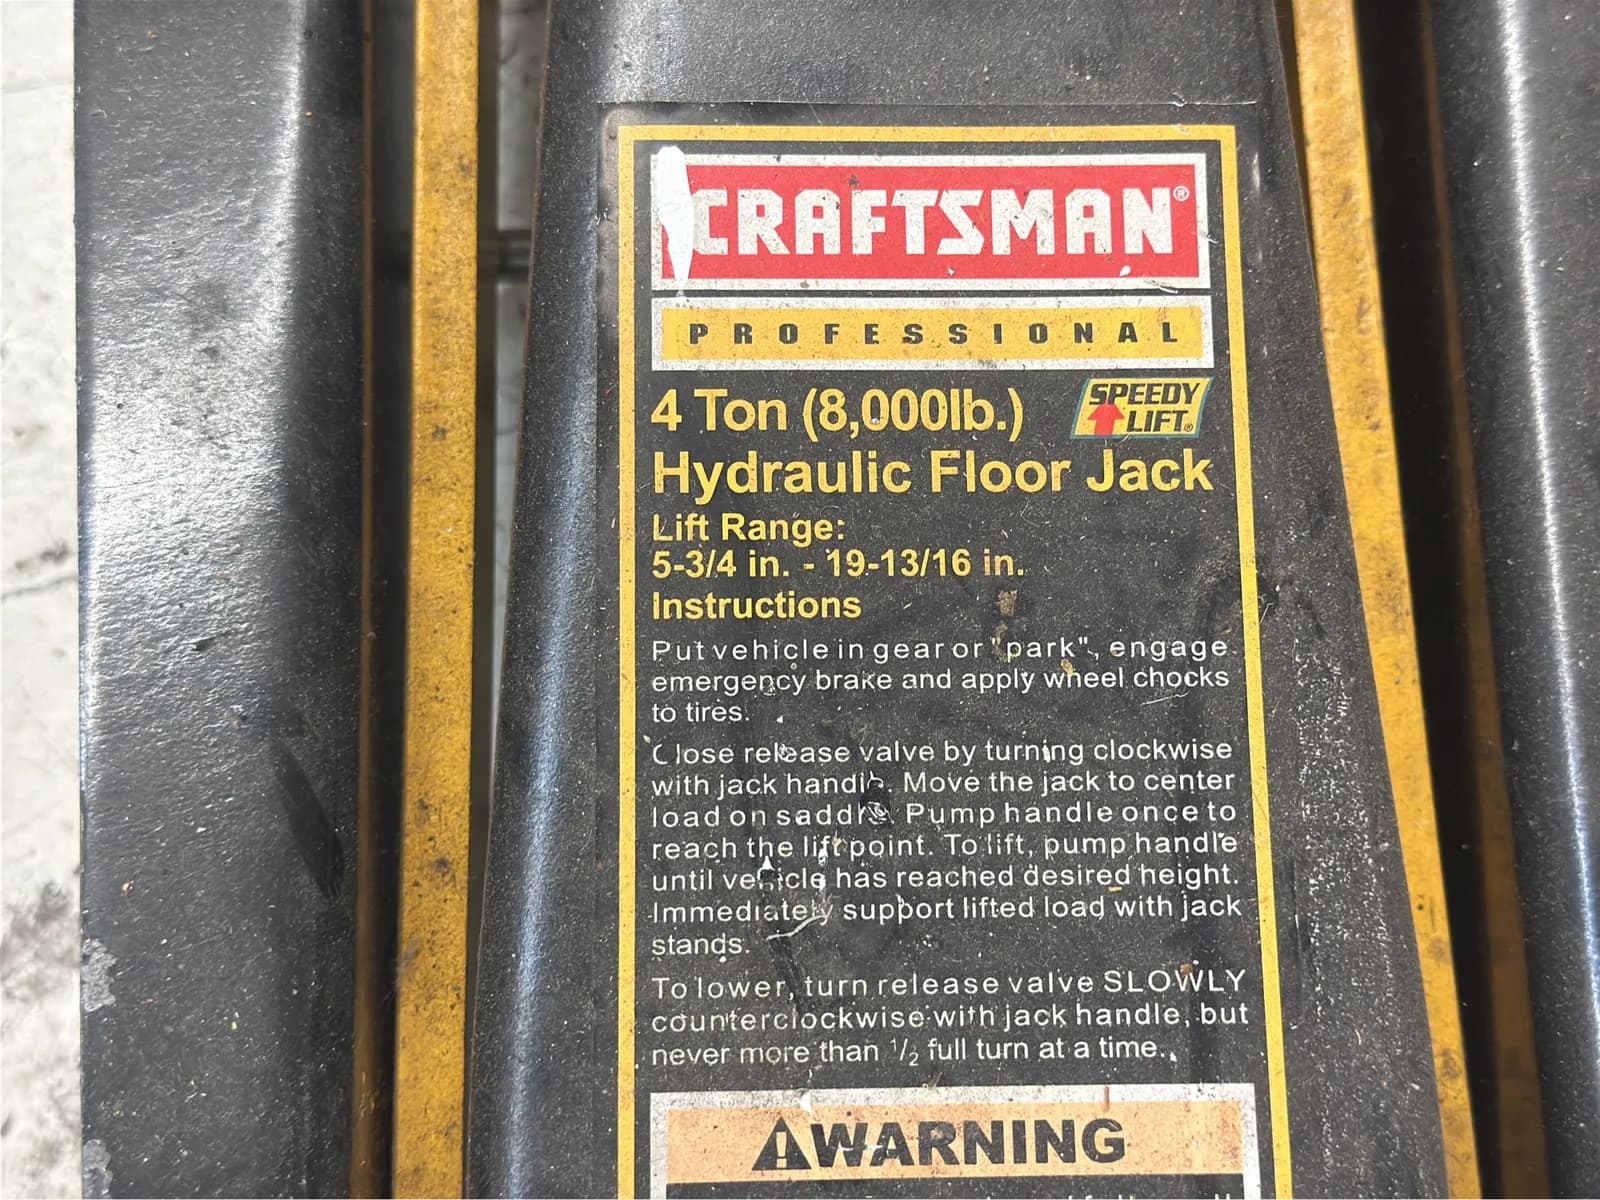 CRAFTSMAN®
PROFESSIONAL
4 Ton (8,000lb.)
SPEEDY
LIFT®
Hydraulic Floor Jack
Lift Range:
5-3/4 in. - 19-13/16 in.
Instructions
Put vehicle in gear or "park", engage
emergency brake and apply wheel chocks
to tires.
Close release valve by turning clockwise
with jack handle. Move the jack to center
load on saddle. Pump handle once to
reach the lift point. To lift, pump handle
until vehicle has reached desired height.
Immediately support lifted load with jack
stands.
To lower, turn release valve SLOWLY
counterclockwise with jack handle, but
never more than 1/2 full turn at a time.
WARNING